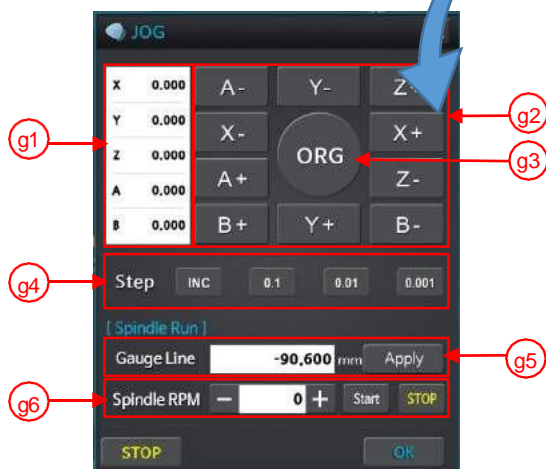 JOG
X 0.000
Y 0.000
Z 0.000
A 0.000
B 0.000
A- Y- Z+
X- X+
ORG
A+ Z-
B+ Y+ B-
Step INC 0.1 0.01 0.001
[ Spindle Run ]
Gauge Line -90,600 mm Apply
Spindle RPM − 0 + Start STOP
STOP OK
g1
g2
g3
g4
g5
g6